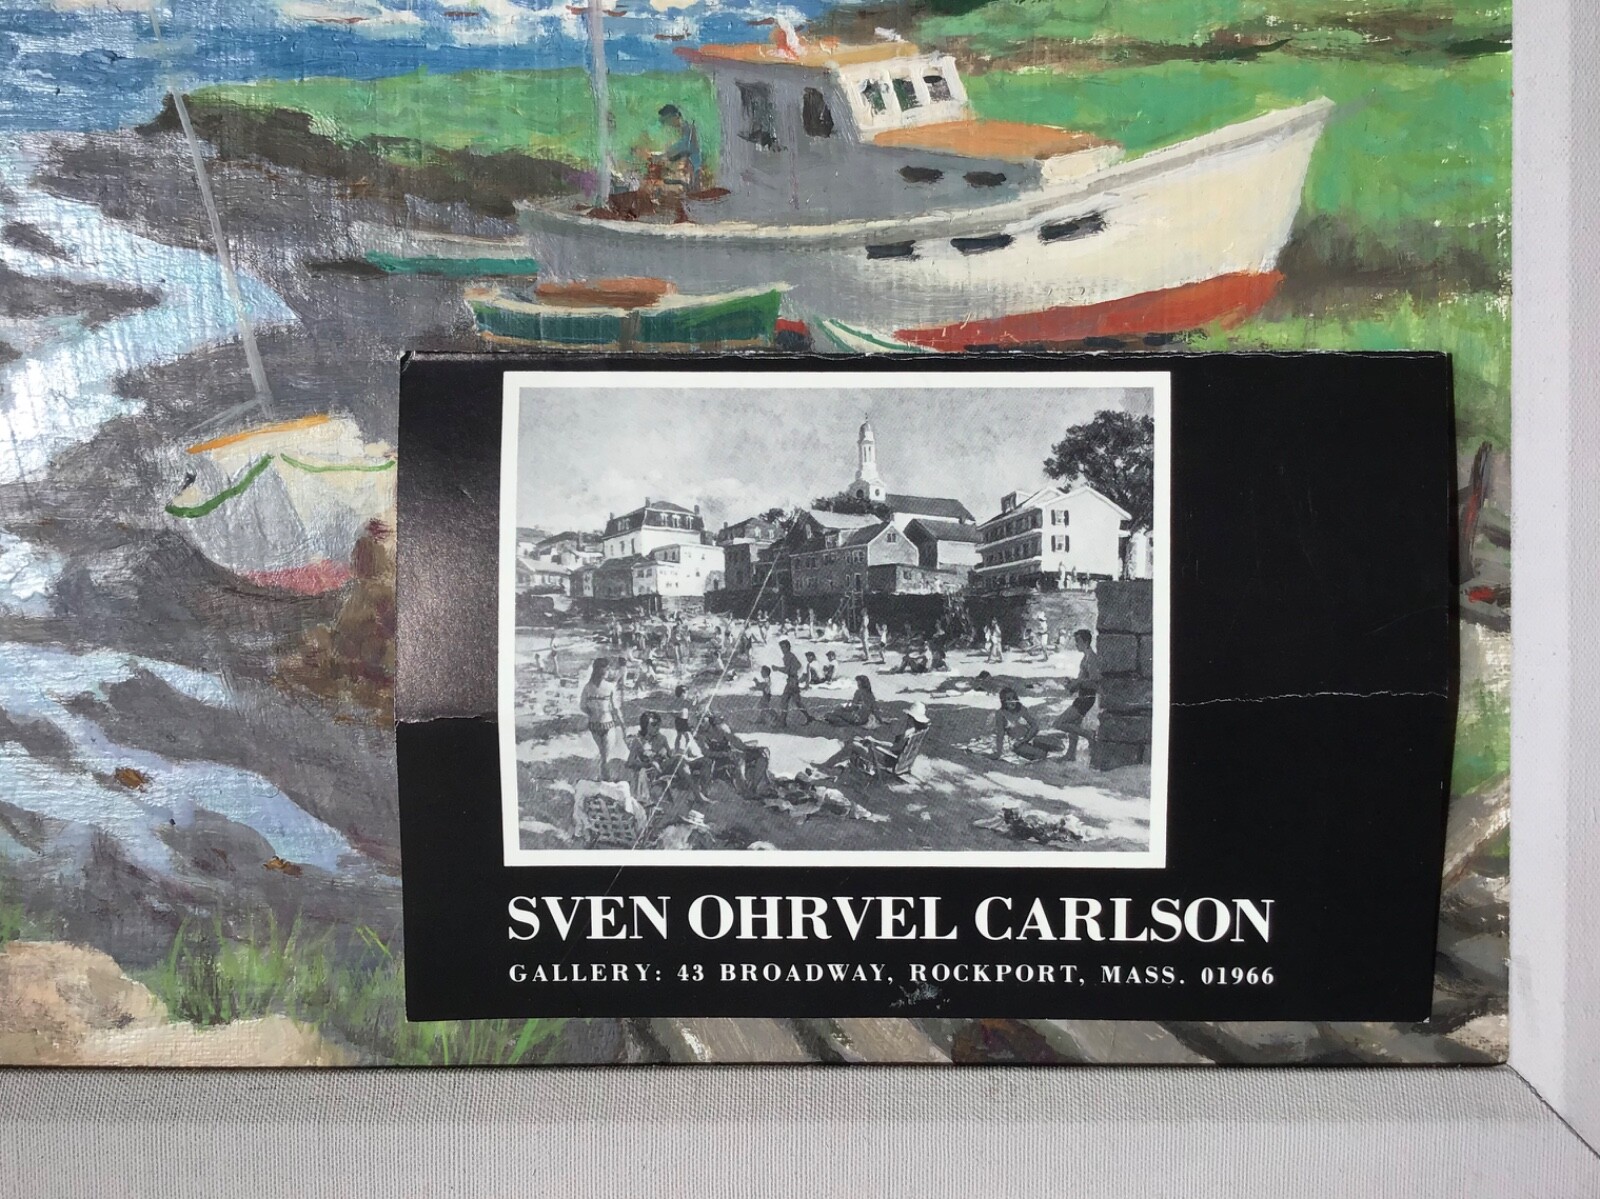 SVEN OHRVEL CARLSON
GALLERY: 43 BROADWAY, ROCKPORT, MASS. 01966